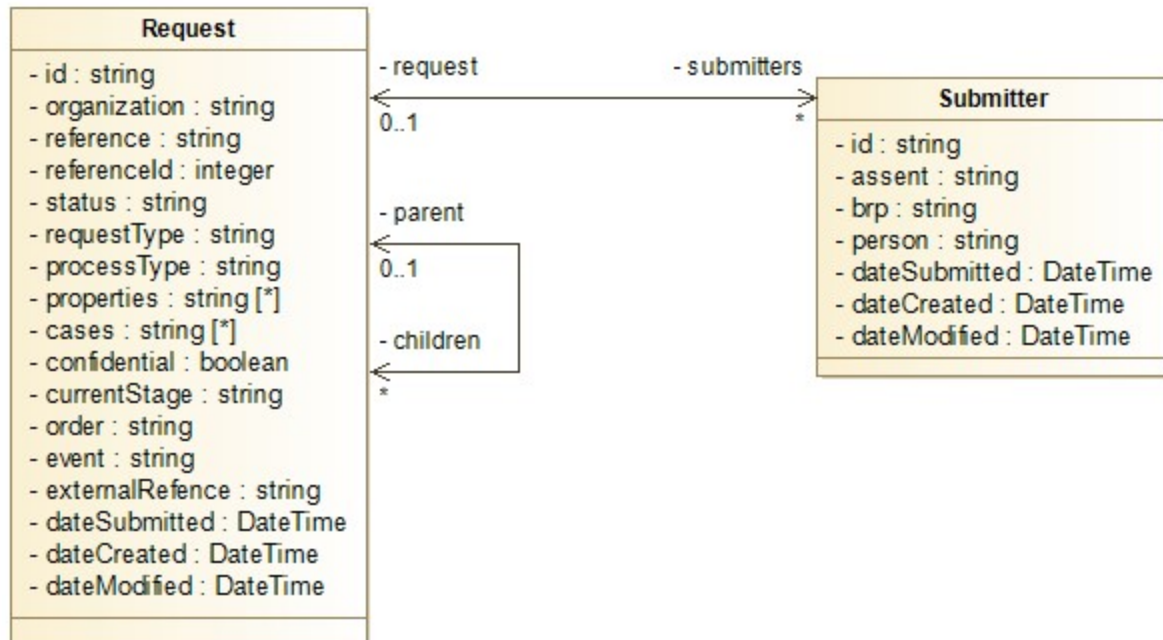 Request
- id : string
- organization : string
- reference : string
- referenceId : integer
- status : string
- requestType : string
- processType : string
- properties : string [*]
- cases : string [*]
- confidential : boolean
- currentStage : string
- order : string
- event : string
- externalRefence : string
- dateSubmitted : DateTime
- dateCreated : DateTime
- dateModified : DateTime
- request
- submitters
0..1
*
- parent
0..1
- children
*
Submitter
- id : string
- assent : string
- brp : string
- person : string
- dateSubmitted : DateTime
- dateCreated : DateTime
- dateModified : DateTime